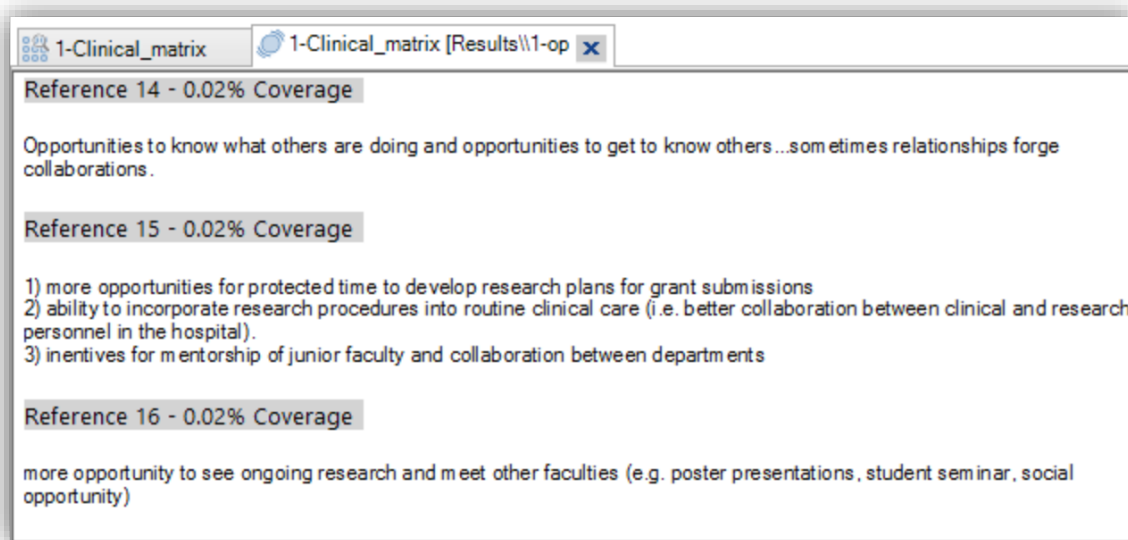 1-Clinical_matrix
1-Clinical_matrix [Results\\1-op
Reference 14 - 0.02% Coverage
Opportunities to know what others are doing and opportunities to get to know others...sometimes relationships forge
collaborations.
Reference 15 - 0.02% Coverage
1) more opportunities for protected time to develop research plans for grant submissions
2) ability to incorporate research procedures into routine clinical care (i.e. better collaboration between clinical and research
personnel in the hospital).
3) inentives for mentorship of junior faculty and collaboration between departments
Reference 16 - 0.02% Coverage
more opportunity to see ongoing research and meet other faculties (e.g. poster presentations, student seminar, social
opportunity)